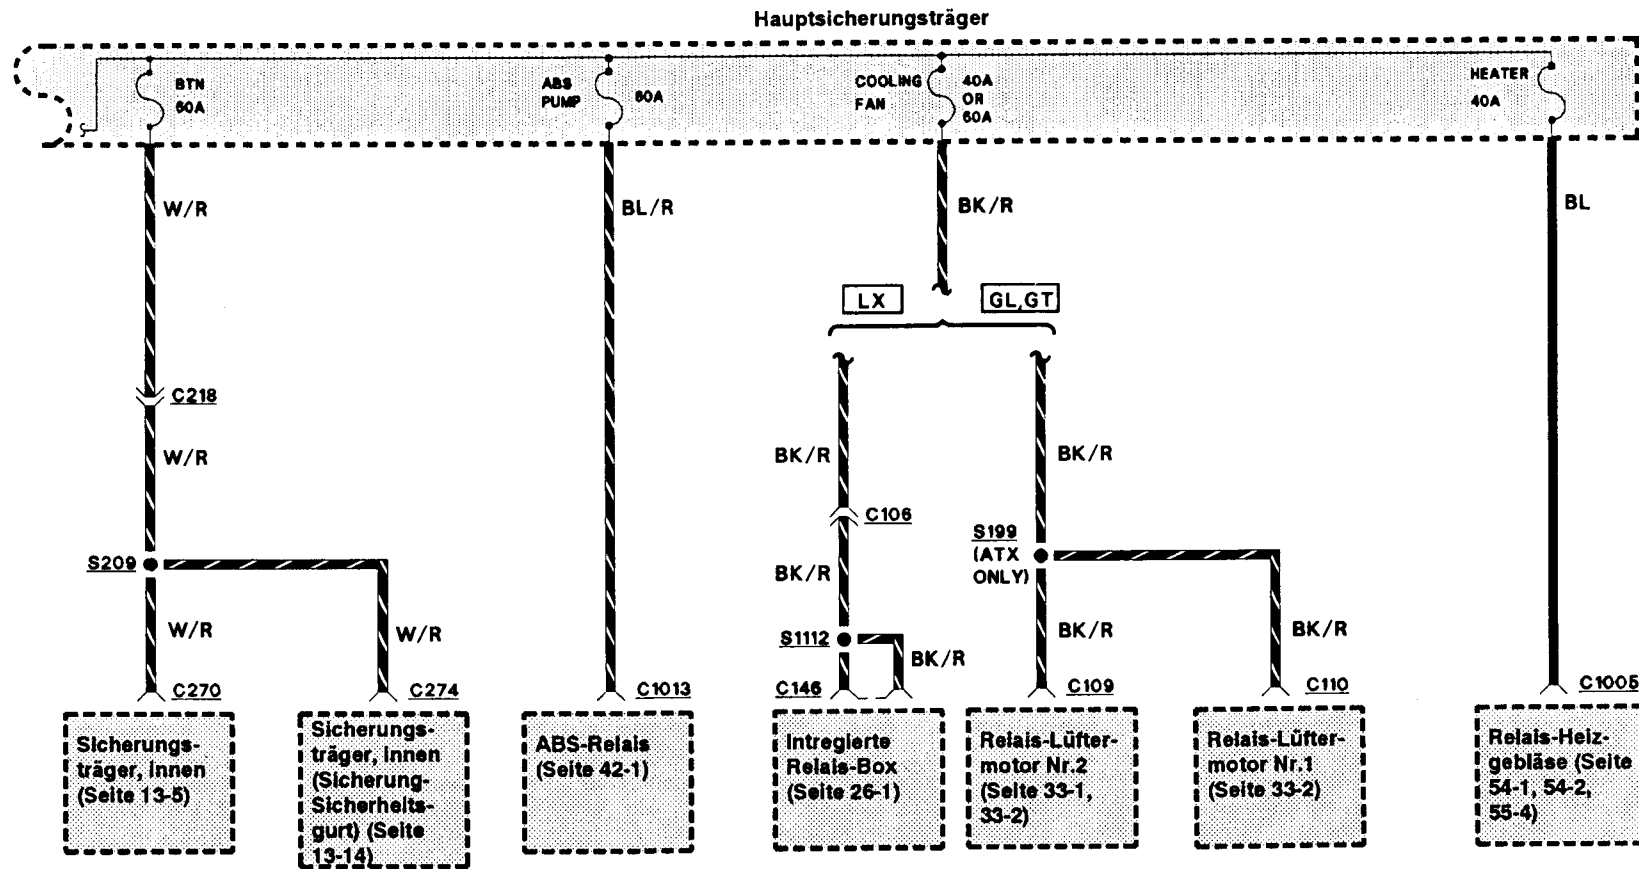 Hauptsicherungsträger
BTN
60A
ABS
PUMP
60A
COOLING
FAN
40A
OR
60A
HEATER
40A
W/R
BL/R
BK/R
BL
LX
GL,GT
C218
W/R
BK/R
BK/R
C106
S209
S199
(ATX
ONLY)
BK/R
W/R
W/R
S1112
BK/R
BK/R
BK/R
C270
C274
C1013
C146
C109
C110
C1005
Sicherungs-
träger, innen
(Seite 13-5)
Sicherungs-
träger, innen
(Sicherung-
Sicherheits-
gurt) (Seite
13-14)
ABS-Relais
(Seite 42-1)
Intregierte
Relais-Box
(Seite 26-1)
Relais-Lüfter-
motor Nr.2
(Seite 33-1,
33-2)
Relais-Lüfter-
motor Nr.1
(Seite 33-2)
Relais-Heiz-
gebläse (Seite
54-1, 54-2,
55-4)